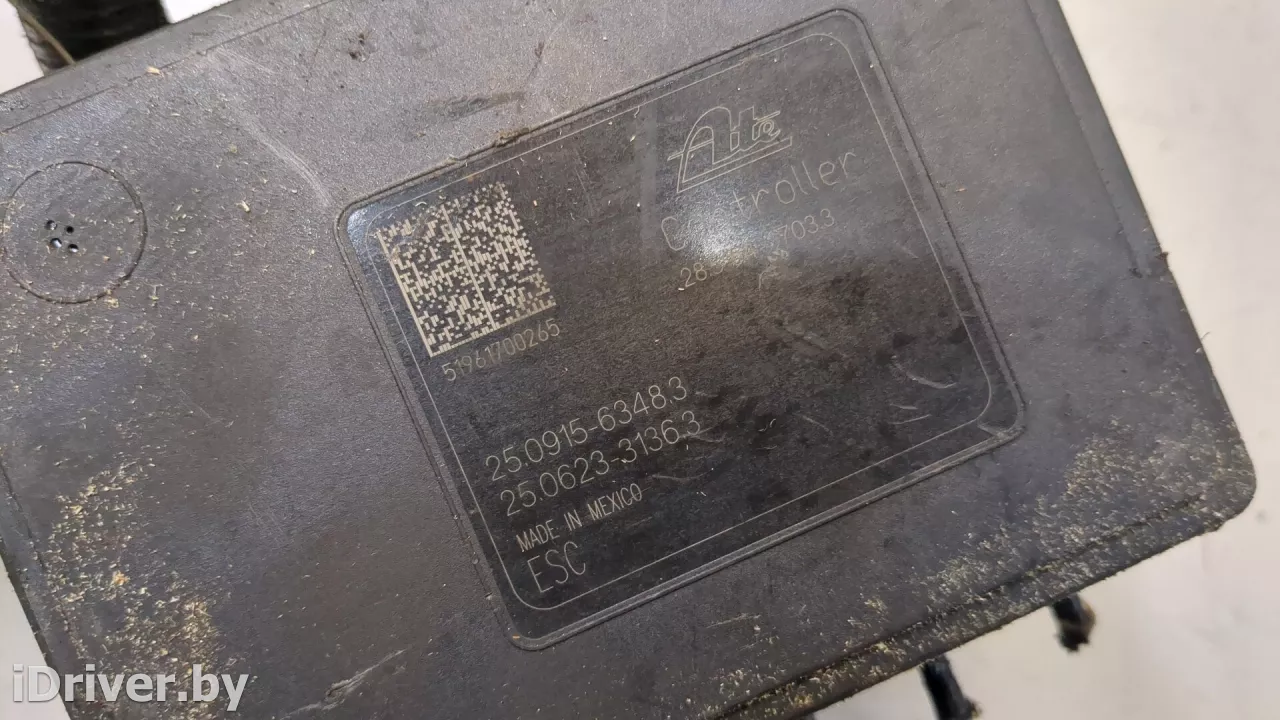 Ate
51961700265
25.0915-6348.3
25.0623-3136.3
MADE IN MEXICO
ESC
iDriver.by